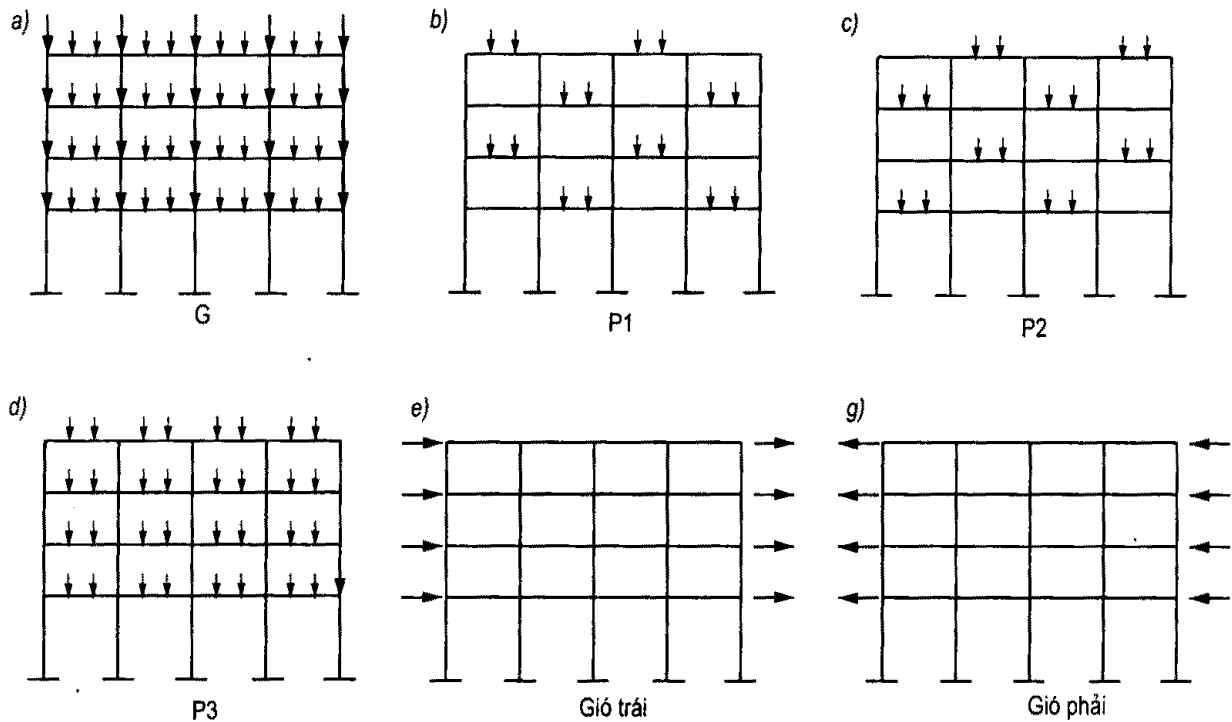 a)
b)
c)
G
P1
P2
d)
e)
g)
P3
Gió trái
Gió phải